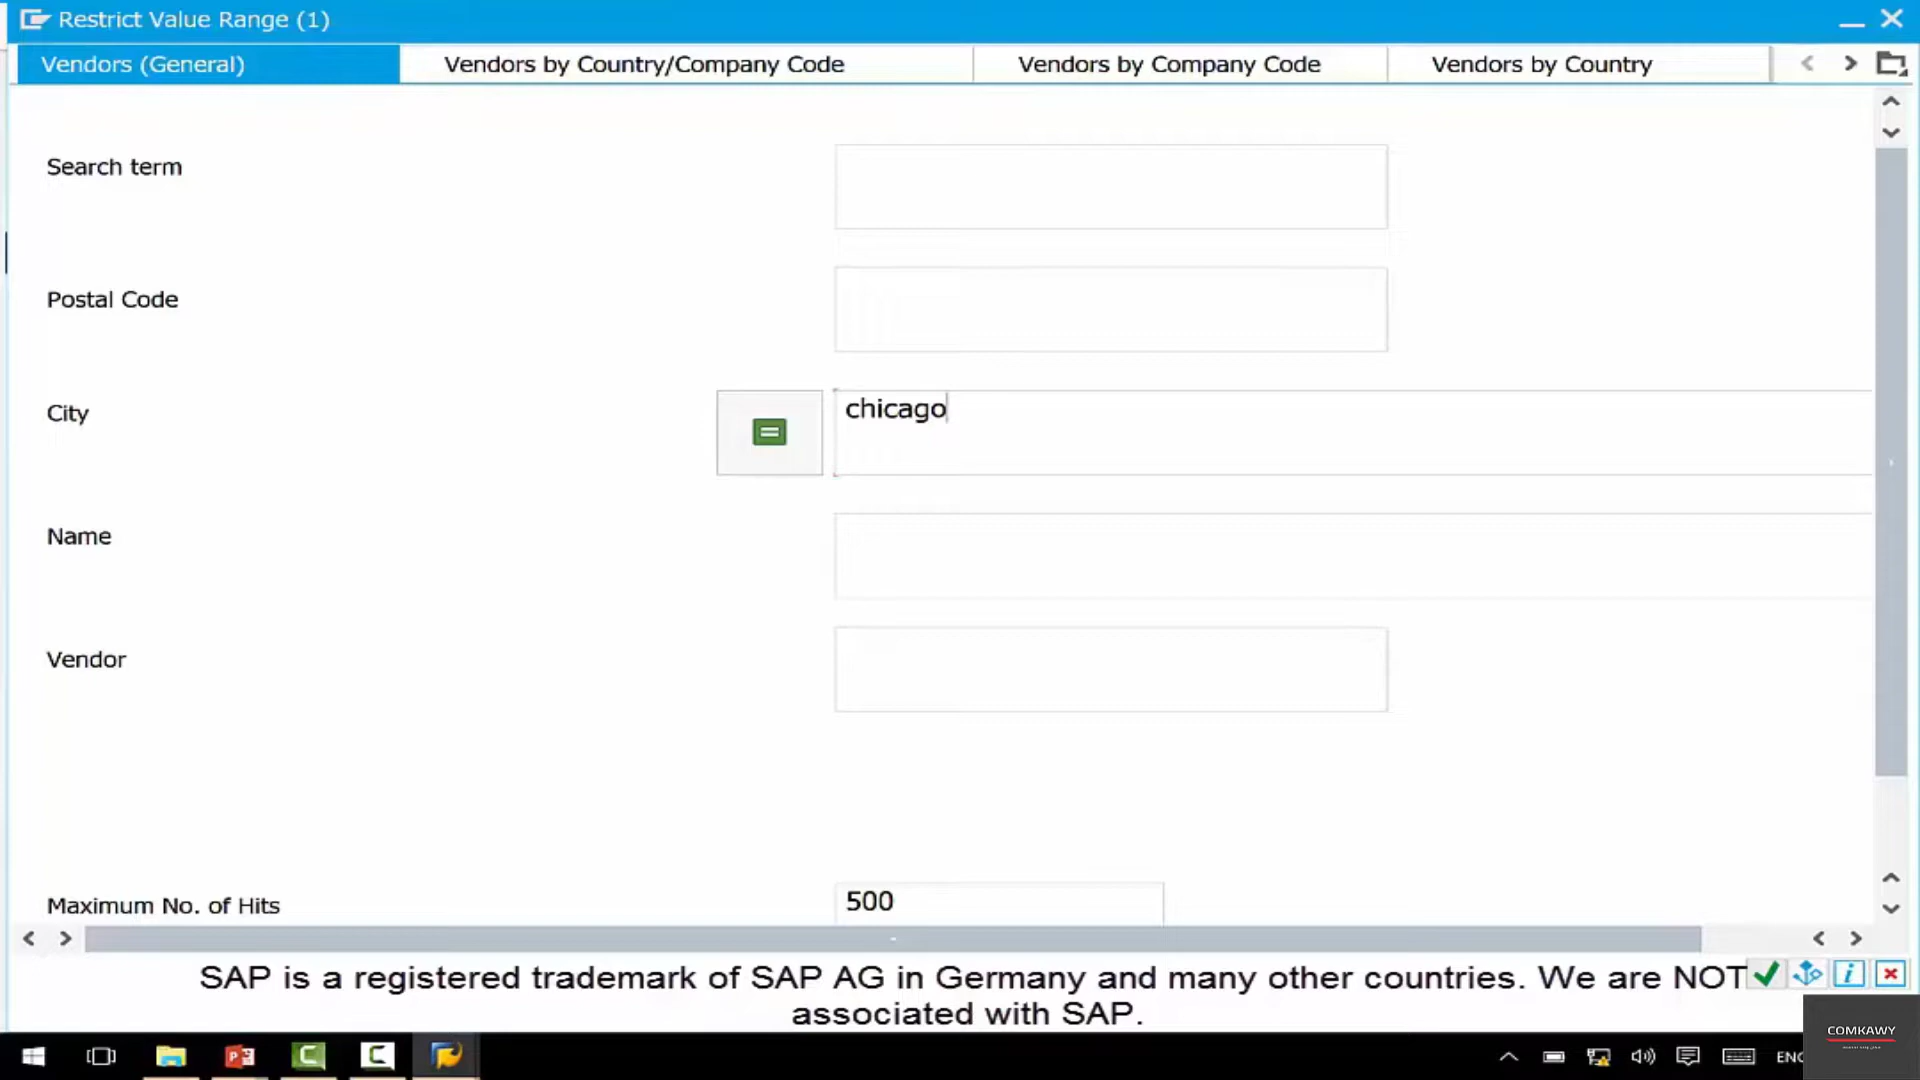 Restrict Value Range (1)
Vendors (General)
Vendors by Country/Company Code
Vendors by Company Code
Vendors by Country
Search term
Postal Code
City
chicago
Name
Vendor
Maximum No. of Hits
500
SAP is a registered trademark of SAP AG in Germany and many other countries. We are NOT
associated with SAP.
ENG
COMKAWY